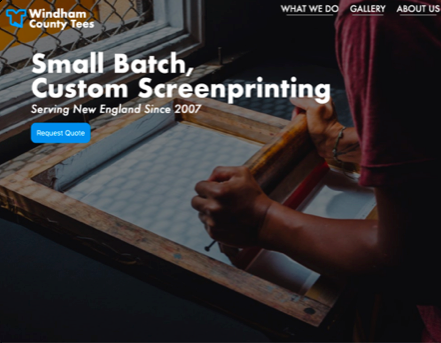 Windham
County Tees
WHAT WE DO GALLERY ABOUT US
Small Batch,
Custom Screenprinting
Serving New England Since 2007
Request Quote